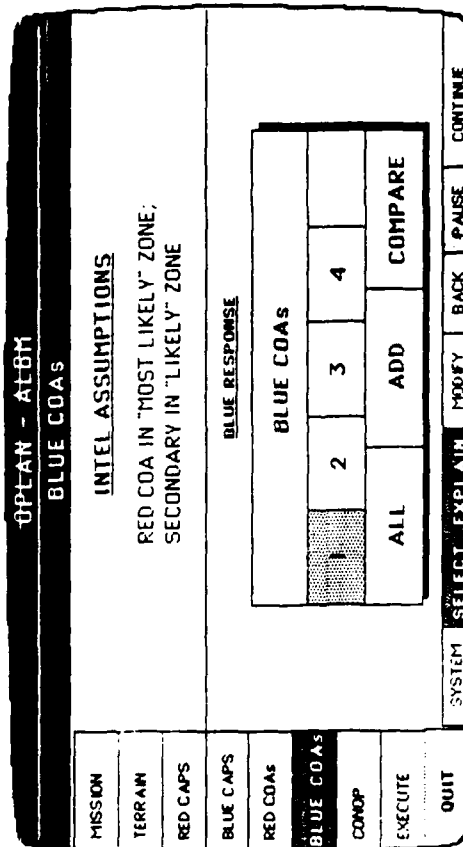 OPLAN - ALBM
BLUE COAs
MISSION
TERRAIN
RED CAPS
BLUE CAPS
RED COAs
BLUE COAs
CONOP
EXECUTE
QUIT
INTEL ASSUMPTIONS
RED COA IN "MOST LIKELY" ZONE;
SECONDARY IN "LIKELY" ZONE
BLUE RESPONSE
BLUE COAs
1 2 3 4
ALL ADD COMPARE
SYSTEM SELECT EXPLAIN MODIFY BACK PAUSE CONTINUE